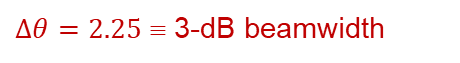 Δθ = 2.25 ≡ 3-dB beamwidth